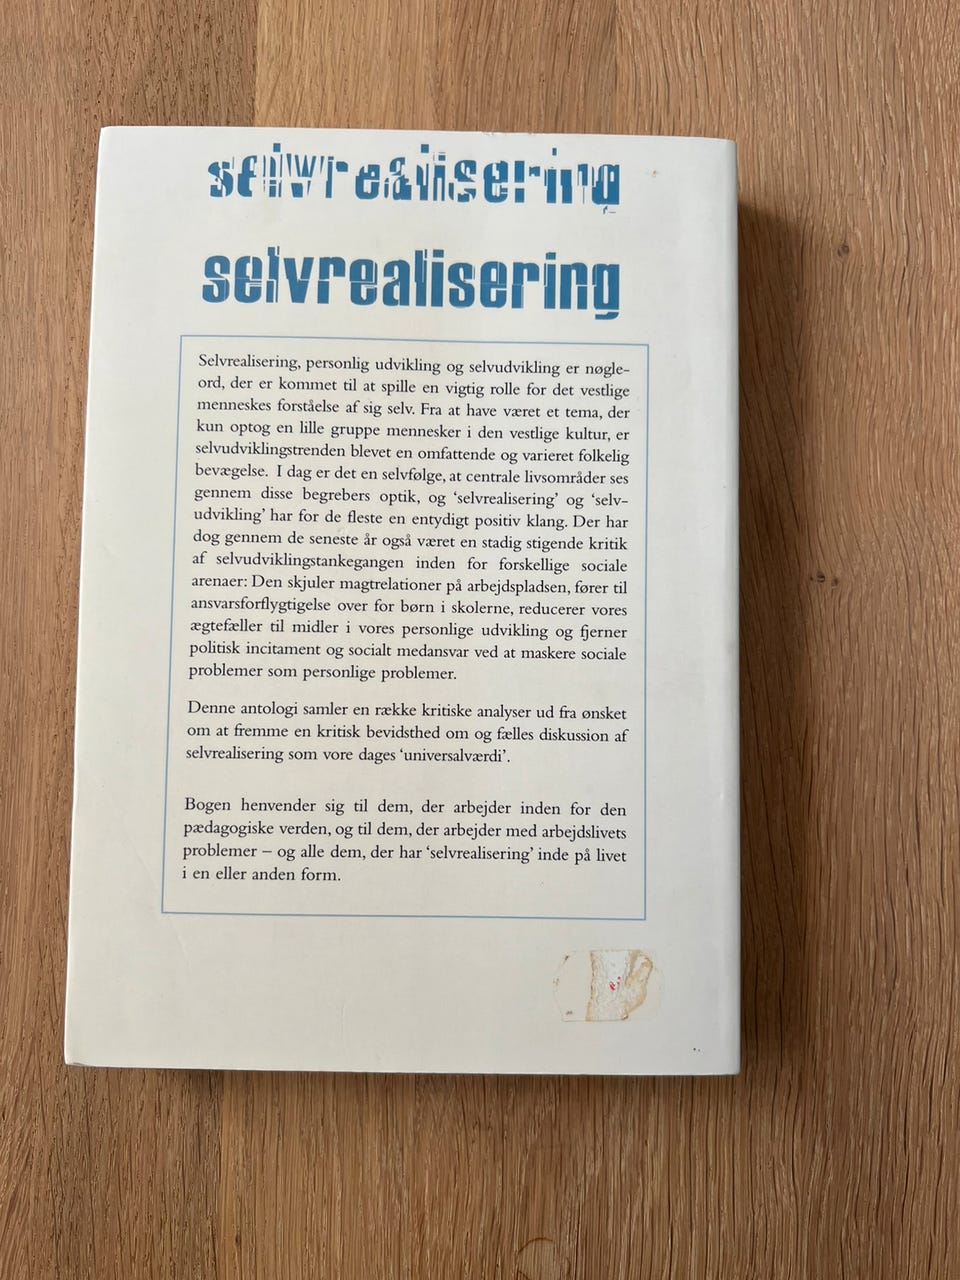 selvrealisering
selvrealisering
Selvrealisering, personlig udvikling og selvudvikling er nøgle-
ord, der er kommet til at spille en vigtig rolle for det vestlige
menneskes forståelse af sig selv. Fra at have været et tema, der
kun optog en lille gruppe mennesker i den vestlige kultur, er
selvudviklingstrenden blevet en omfattende og varieret folkelig
bevægelse. I dag er det en selvfølge, at centrale livsområder ses
gennem disse begrebers optik, og ‘selvrealisering’ og ‘selv-
udvikling’ har for de fleste en entydigt positiv klang. Der har
dog gennem de seneste år også været en stadig stigende kritik
af selvudviklingstankegangen inden for forskellige sociale
arenaer: Den skjuler magtrelationer på arbejdspladsen, fører til
ansvarsforflygtigelse over for børn i skolerne, reducerer vores
ægtefæller til midler i vores personlige udvikling og fjerner
politisk incitament og socialt medansvar ved at maskere sociale
problemer som personlige problemer.
Denne antologi samler en række kritiske analyser ud fra ønsket
om at fremme en kritisk bevidsthed om og fælles diskussion af
selvrealisering som vore dages ‘universalværdi’.
Bogen henvender sig til dem, der arbejder inden for den
pædagogiske verden, og til dem, der arbejder med arbejdslivets
problemer – og alle dem, der har ‘selvrealisering’ inde på livet
i en eller anden form.